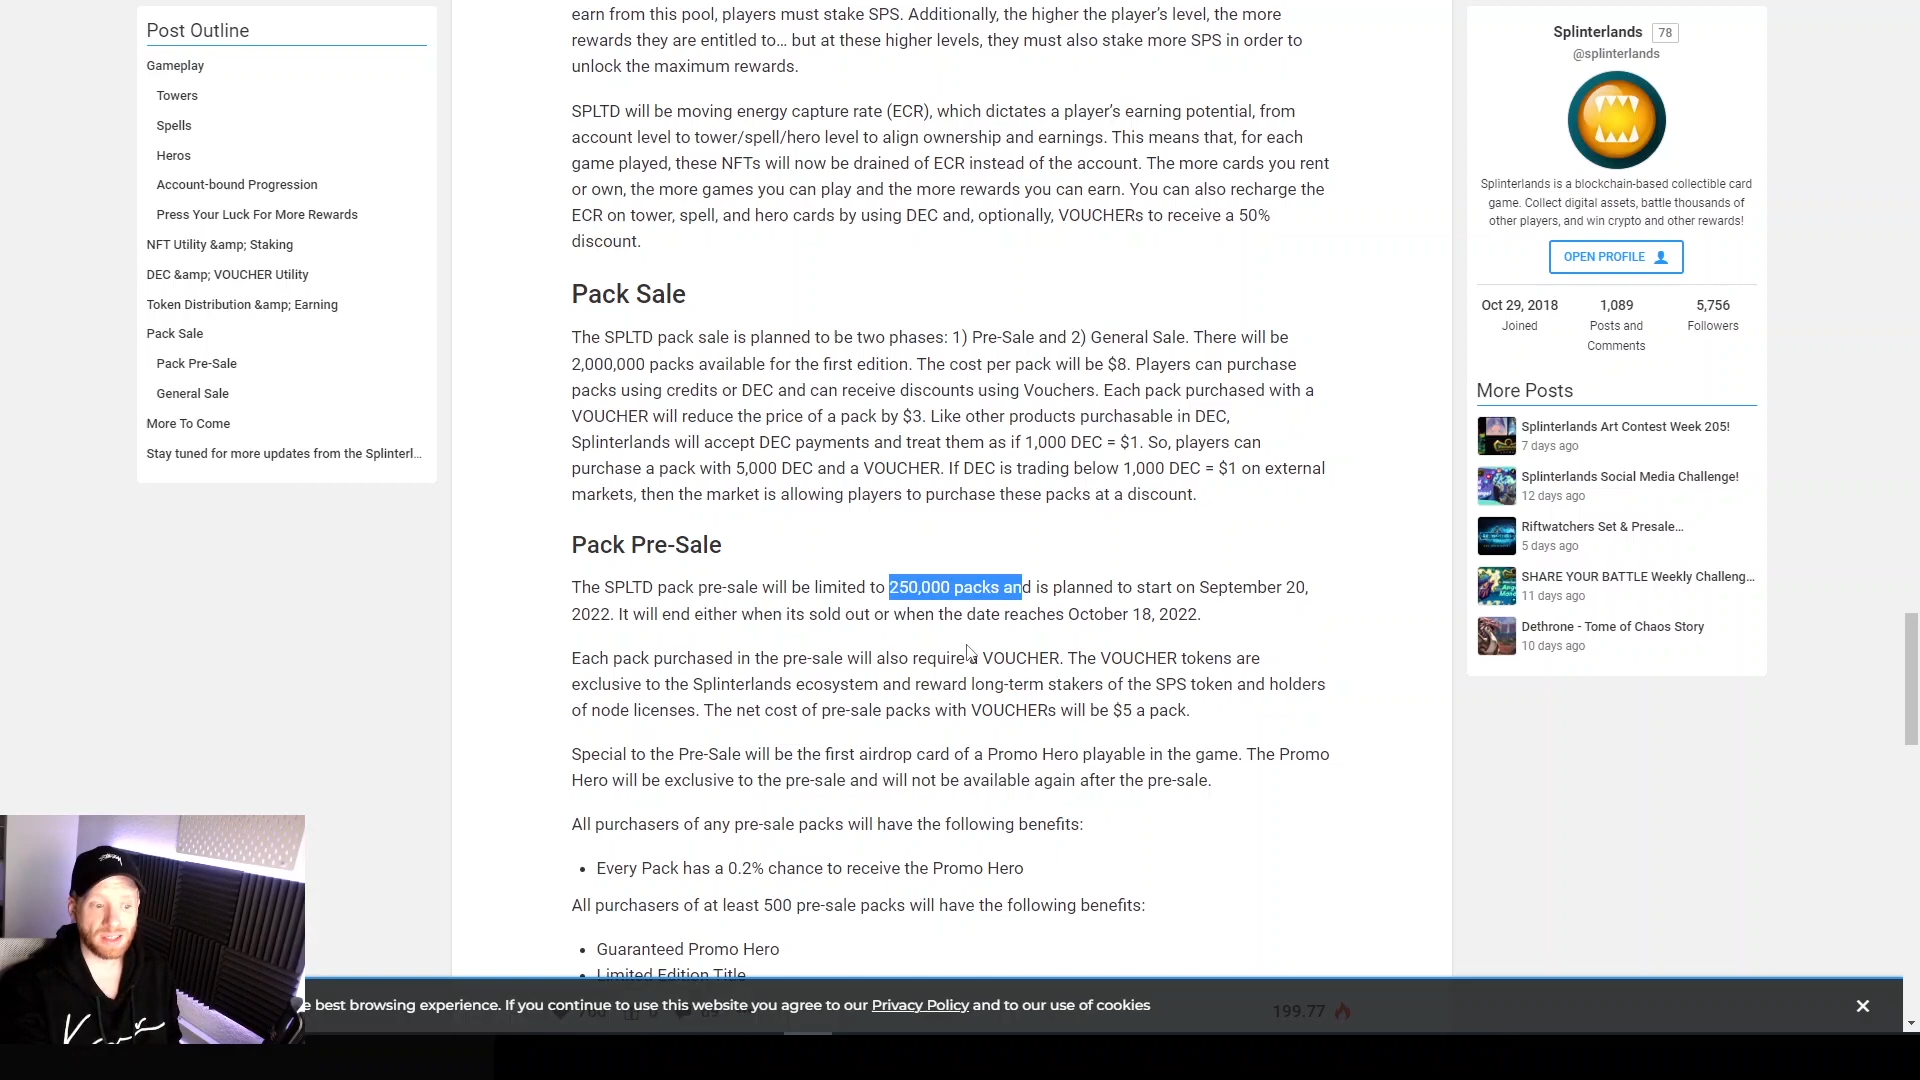 Post Outline
Gameplay
Towers
Spells
Heros
Account-bound Progression
Press Your Luck For More Rewards
NFT Utility &amp; Staking
DEC &amp; VOUCHER Utility
Token Distribution &amp; Earning
Pack Sale
Pack Pre-Sale
General Sale
More To Come
Stay tuned for more updates from the Splinterl...
earn from this pool, players must stake SPS. Additionally, the higher the player's level, the more
rewards they are entitled to… but at these higher levels, they must also stake more SPS in order to
unlock the maximum rewards.
SPLTD will be moving energy capture rate (ECR), which dictates a player's earning potential, from
account level to tower/spell/hero level to align ownership and earnings. This means that, for each
game played, these NFTs will now be drained of ECR instead of the account. The more cards you rent
or own, the more games you can play and the more rewards you can earn. You can also recharge the
ECR on tower, spell, and hero cards by using DEC and, optionally, VOUCHERs to receive a 50%
discount.
Pack Sale
The SPLTD pack sale is planned to be two phases: 1) Pre-Sale and 2) General Sale. There will be
2,000,000 packs available for the first edition. The cost per pack will be $8. Players can purchase
packs using credits or DEC and can receive discounts using Vouchers. Each pack purchased with a
VOUCHER will reduce the price of a pack by $3. Like other products purchasable in DEC,
Splinterlands will accept DEC payments and treat them as if 1,000 DEC = $1. So, players can
purchase a pack with 5,000 DEC and a VOUCHER. If DEC is trading below 1,000 DEC = $1 on external
markets, then the market is allowing players to purchase these packs at a discount.
Pack Pre-Sale
The SPLTD pack pre-sale will be limited to 250,000 packs and is planned to start on September 20,
2022. It will end either when its sold out or when the date reaches October 18, 2022.
Each pack purchased in the pre-sale will also require a VOUCHER. The VOUCHER tokens are
exclusive to the Splinterlands ecosystem and reward long-term stakers of the SPS token and holders
of node licenses. The net cost of pre-sale packs with VOUCHERs will be $5 a pack.
Special to the Pre-Sale will be the first airdrop card of a Promo Hero playable in the game. The Promo
Hero will be exclusive to the pre-sale and will not be available again after the pre-sale.
All purchasers of any pre-sale packs will have the following benefits:
• Every Pack has a 0.2% chance to receive the Promo Hero
All purchasers of at least 500 pre-sale packs will have the following benefits:
• Guaranteed Promo Hero
• Limited Edition Title
199.77
best browsing experience. If you continue to use this website you agree to our Privacy Policy and to our use of cookies
Splinterlands 78
@splinterlands
Splinterlands is a blockchain-based collectible card
game. Collect digital assets, battle thousands of
other players, and win crypto and other rewards!
OPEN PROFILE
Oct 29, 2018
Joined
1,089
Posts and
Comments
5,756
Followers
More Posts
Splinterlands Art Contest Week 205!
7 days ago
Splinterlands Social Media Challenge!
12 days ago
Riftwatchers Set & Presale...
5 days ago
SHARE YOUR BATTLE Weekly Challeng...
11 days ago
Dethrone - Tome of Chaos Story
10 days ago